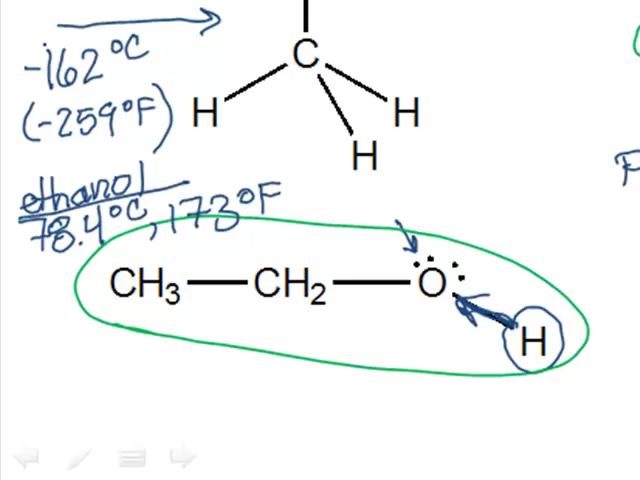 -162°C
C
(-259°F)
H
H
H
ethanol
78.4°C, 173°F
CH3 CH2 O
H